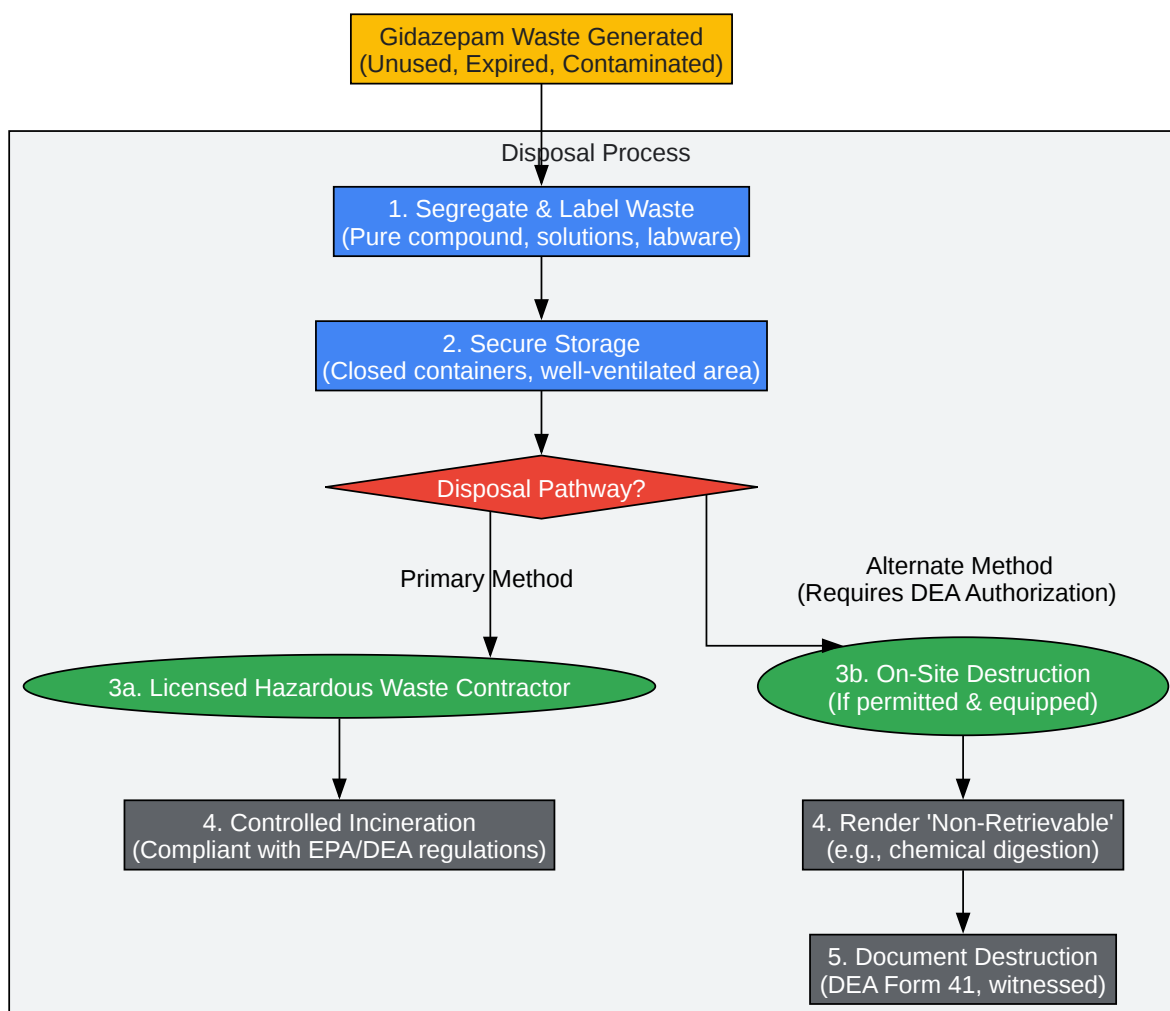 Gidazepam Waste Generated
(Unused, Expired, Contaminated)
Disposal Process
1. Segregate & Label Waste
(Pure compound, solutions, labware)
2. Secure Storage
(Closed containers, well-ventilated area)
Disposal Pathway?
Primary Method
Alternate Method
(Requires DEA Authorization)
3a. Licensed Hazardous Waste Contractor
3b. On-Site Destruction
(If permitted & equipped)
4. Controlled Incineration
(Compliant with EPA/DEA regulations)
4. Render 'Non-Retrievable'
(e.g., chemical digestion)
5. Document Destruction
(DEA Form 41, witnessed)